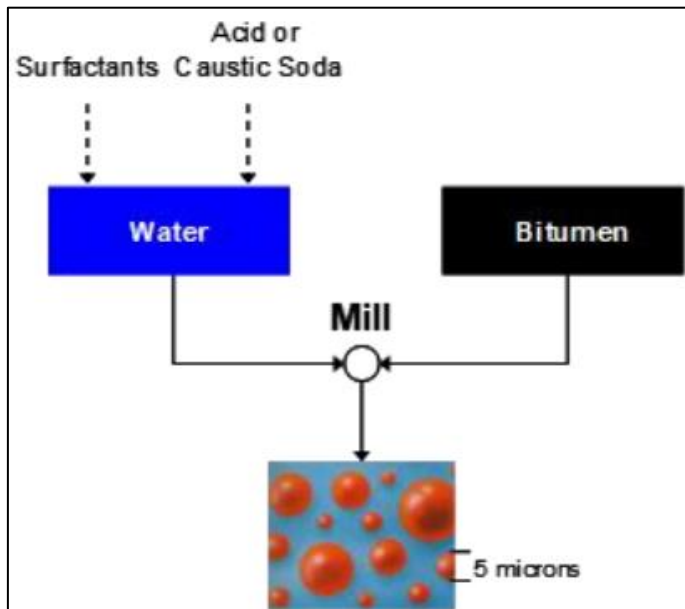 Acid or
Surfactants Caustic Soda
Water
Bitumen
Mill
5 microns